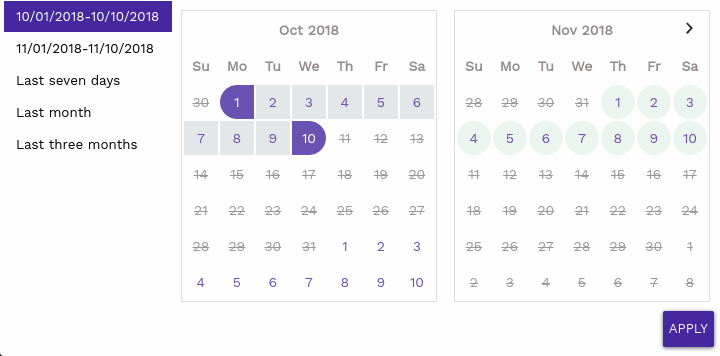 10/01/2018-10/10/2018
11/01/2018-11/10/2018
Last seven days
Last month
Last three months
Oct 2018
Su Mo Tu We Th Fr Sa
30 1 2 3 4 5 6
7 8 9 10 11 12 13
14 15 16 17 18 19 20
21 22 23 24 25 26 27
28 29 30 31 1 2 3
4 5 6 7 8 9 10
Nov 2018
Su Mo Tu We Th Fr Sa
28 29 30 31 1 2 3
4 5 6 7 8 9 10
11 12 13 14 15 16 17
18 19 20 21 22 23 24
25 26 27 28 29 30 1
2 3 4 5 6 7 8
APPLY